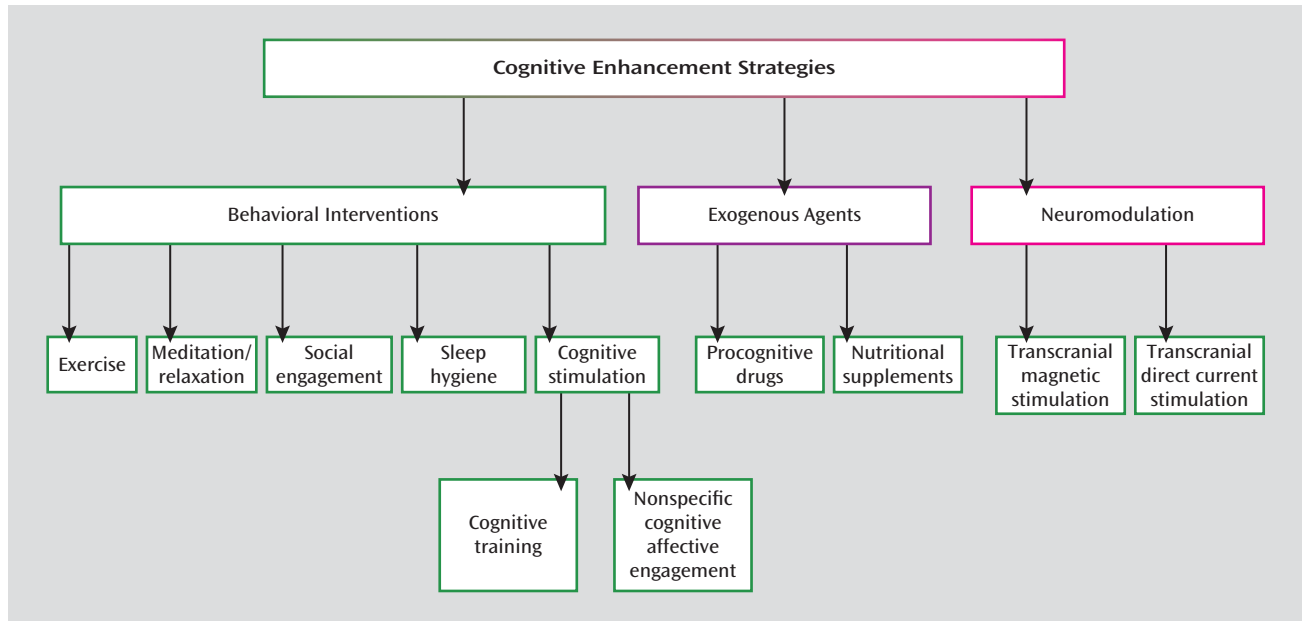 Cognitive Enhancement Strategies
Behavioral Interventions
Exogenous Agents
Neuromodulation
Exercise
Meditation/
relaxation
Social
engagement
Sleep
hygiene
Cognitive
stimulation
Procognitive
drugs
Nutritional
supplements
Transcranial
magnetic
stimulation
Transcranial
direct current
stimulation
Cognitive
training
Nonspecific
cognitive
affective
engagement